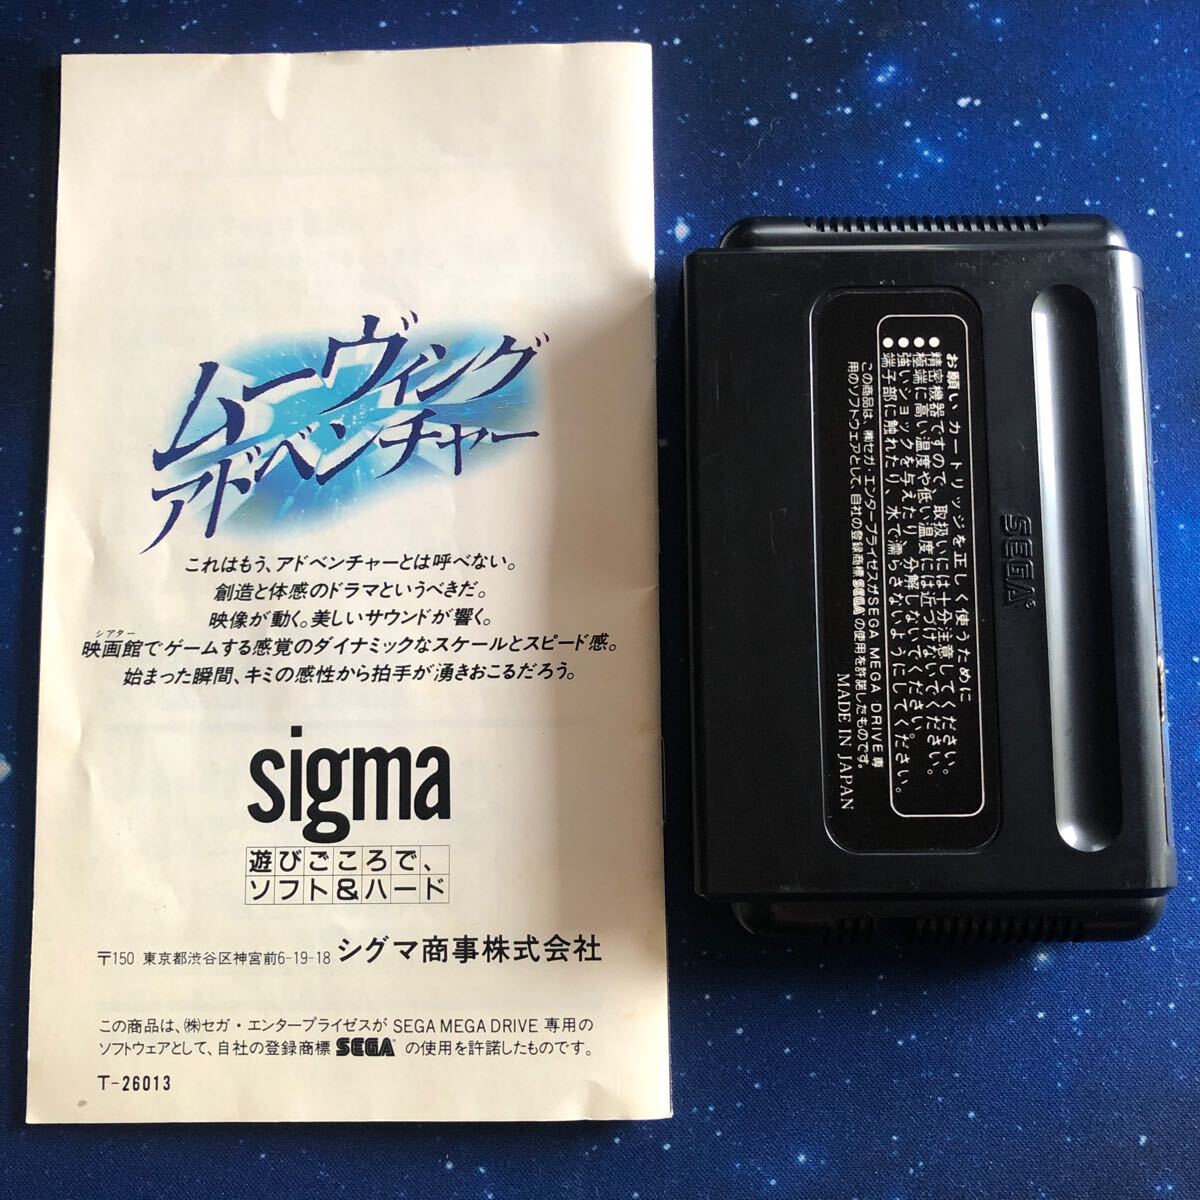 ムーヴィング
アドベンチャー
これはもう、アドベンチャーとは呼べない。
創造と体感のドラマというべきだ。
映像が動く。美しいサウンドが響く。
シアター
映画館でゲームする感覚のダイナミックなスケールとスピード感。
始まった瞬間、キミの感性から拍手が湧きおこるだろう。
sigma
遊びごころで、
ソフト&ハード
〒150 東京都渋谷区神宮前6-19-18 シグマ商事株式会社
この商品は、㈱セガ・エンタープライゼスが SEGA MEGA DRIVE 専用の
ソフトウェアとして、自社の登録商標 SEGA® の使用を許諾したものです。
T-26013
SEGA®
お願い カートリッジを正しく使うために
●精密機器ですので、取扱いには十分注意してください。
●極端に高い温度や低い温度には近づけないでください。
●強いショックを与えたり、分解しないでください。
●端子部に触れたり、水で濡らさないようにしてください。
この商品は、㈱セガ・エンタープライゼスがSEGA MEGA DRIVE専
用のソフトウェアとして、自社の登録商標SEGA®の使用を許諾したものです。
MADE IN JAPAN